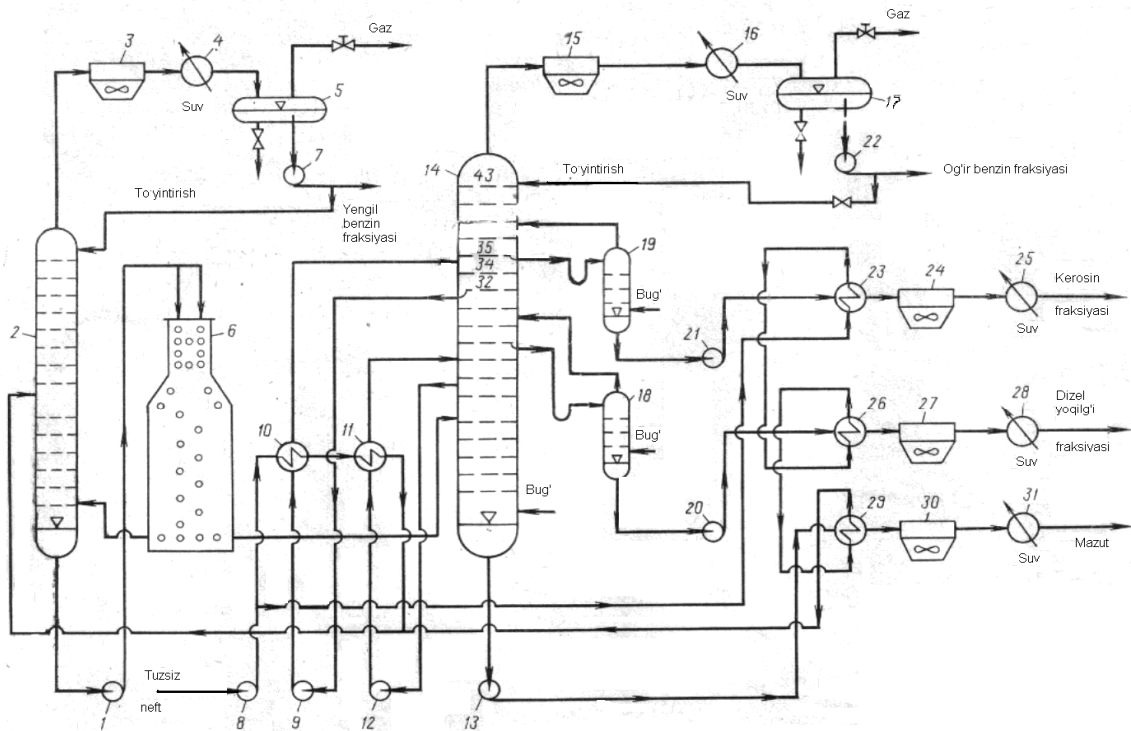 Gaz
Gaz
3
4
15
16
Suv
5
Suv
17
7
14
43
22
To'yintirish
To'yintirish
Og'ir benzin fraksiyasi
Yengil
benzin
fraksiyasi
35
34
32
19
23
24
25
Kerosin
fraksiyasi
Bug'
Suv
2
6
21
10
11
18
26
27
28
Dizel
yoqilg'i
fraksivasi
Bug'
Suv
Bug'
20
29
30
31
Mazut
Suv
Tuzsiz
neft
1
8
9
12
13